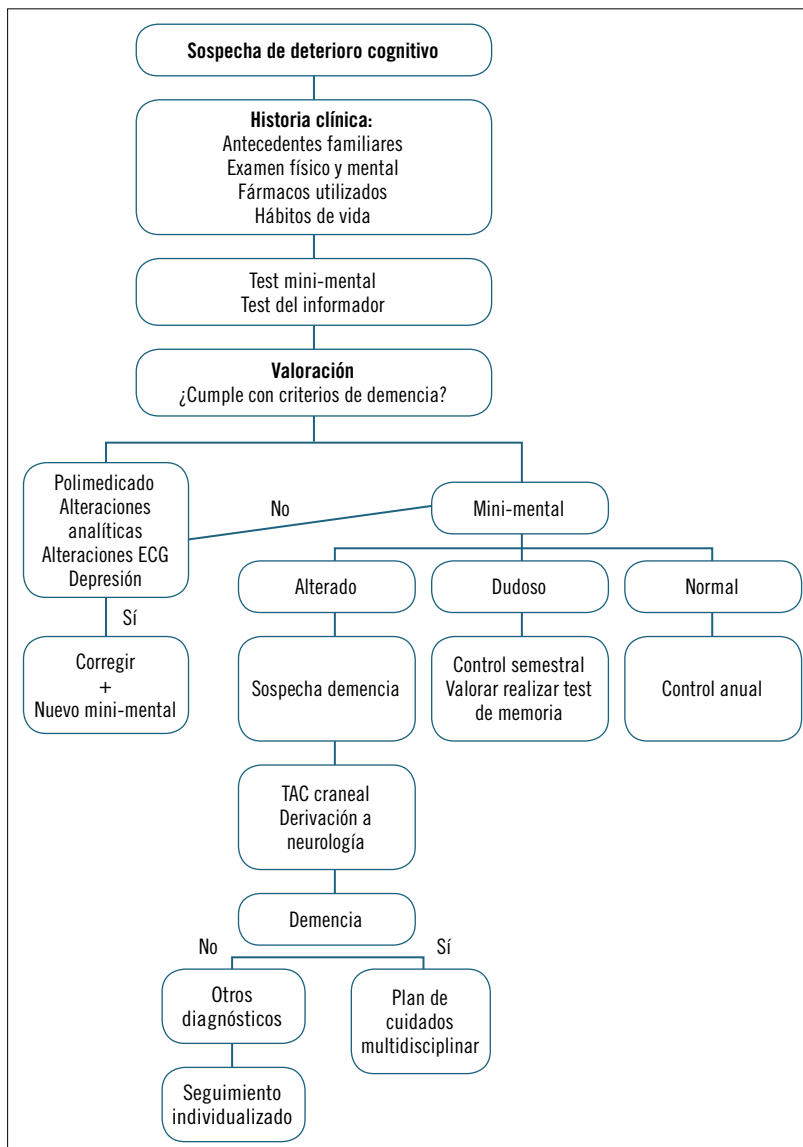 Sospecha de deterioro cognitivo
Historia clínica:
Antecedentes familiares
Examen físico y mental
Fármacos utilizados
Hábitos de vida
Test mini-mental
Test del informador
Valoración
¿Cumple con criterios de demencia?
Polimedicado
Alteraciones
analíticas
Alteraciones ECG
Depresión
No
Mini-mental
Sí
Corregir
+
Nuevo mini-mental
Alterado
Dudoso
Normal
Sospecha demencia
Control semestral
Valorar realizar test
de memoria
Control anual
TAC craneal
Derivación a
neurología
Demencia
No
Sí
Otros
diagnósticos
Plan de
cuidados
multidisciplinar
Seguimiento
individualizado